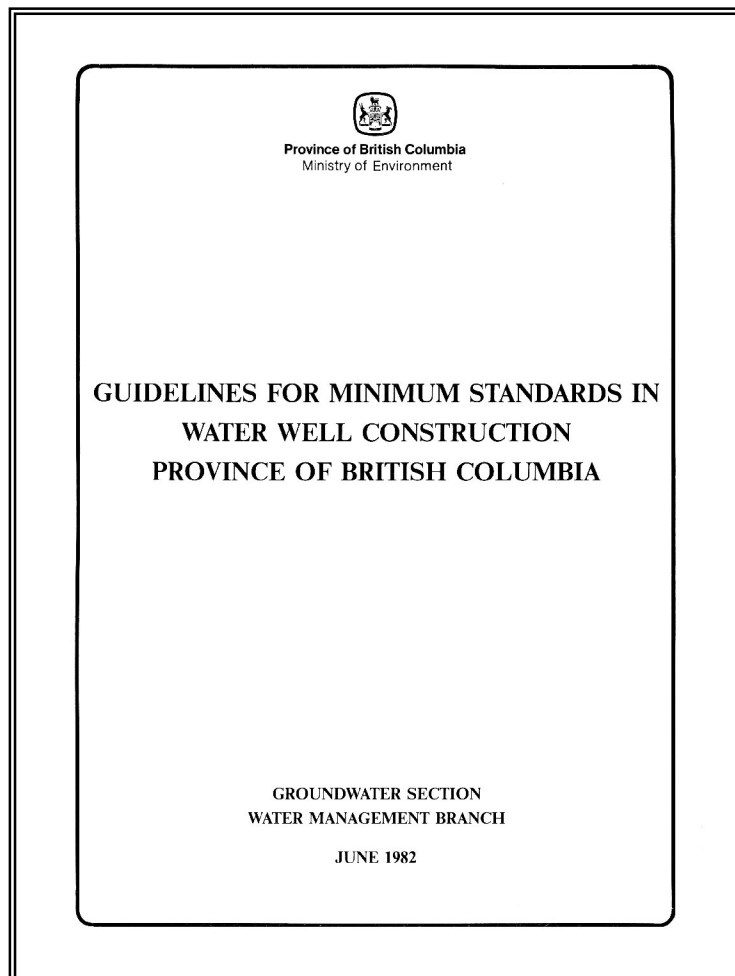 Province of British Columbia
Ministry of Environment
GUIDELINES FOR MINIMUM STANDARDS IN
WATER WELL CONSTRUCTION
PROVINCE OF BRITISH COLUMBIA
GROUNDWATER SECTION
WATER MANAGEMENT BRANCH
JUNE 1982